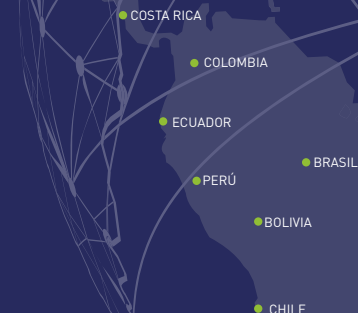 COSTA RICA
COLOMBIA
ECUADOR
BRASIL
PERÚ
BOLIVIA
CHILE